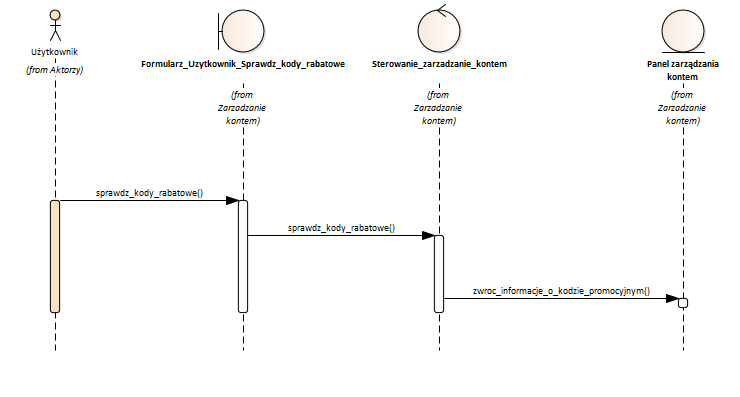 Użytkownik
(from Aktorzy)
Formularz_Uzytkownik_Sprawdz_kody_rabatowe
(from
Zarzadzanie
kontem)
Sterowanie_zarzadzanie_kontem
(from
Zarzadzanie
kontem)
Panel zarządzania
kontem
(from
Zarzadzanie
kontem)
sprawdz_kody_rabatowe()
sprawdz_kody_rabatowe()
zwroc_informacje_o_kodzie_promocyjnym()